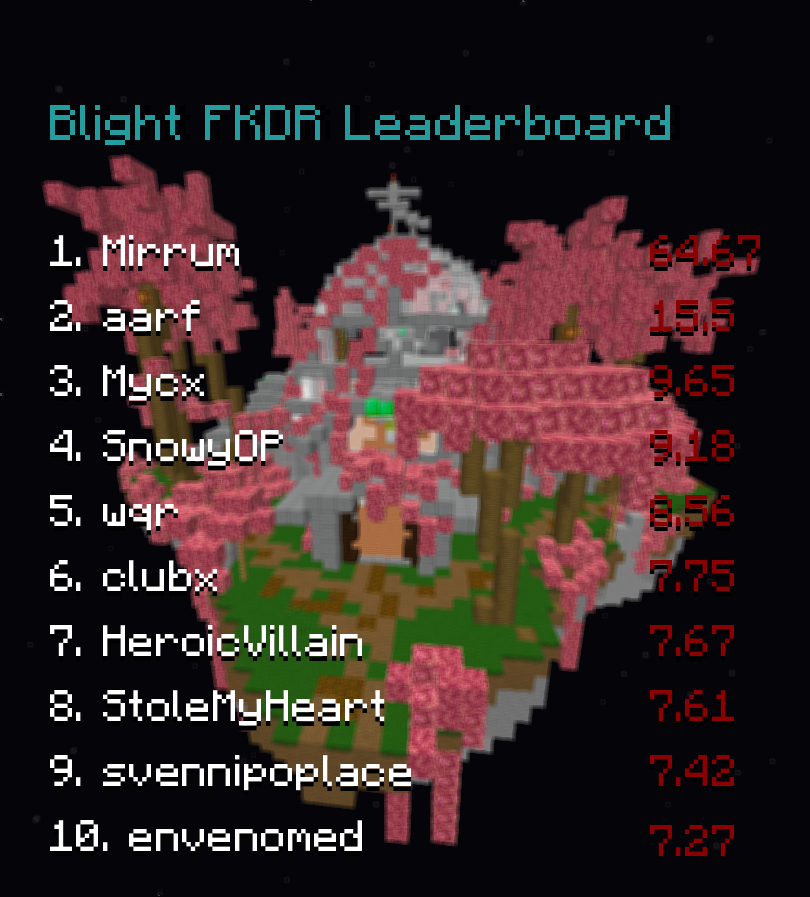 Blight FKDR Leaderboard
1. Mirrum 64.67
2. aarf 15.5
3. Mycx 9.65
4. SnowyOP 9.18
5. wqr 8.56
6. clubx 7.75
7. HeroicVillain 7.67
8. StoleMyHeart 7.61
9. svennipoplace 7.42
10. envenomed 7.27